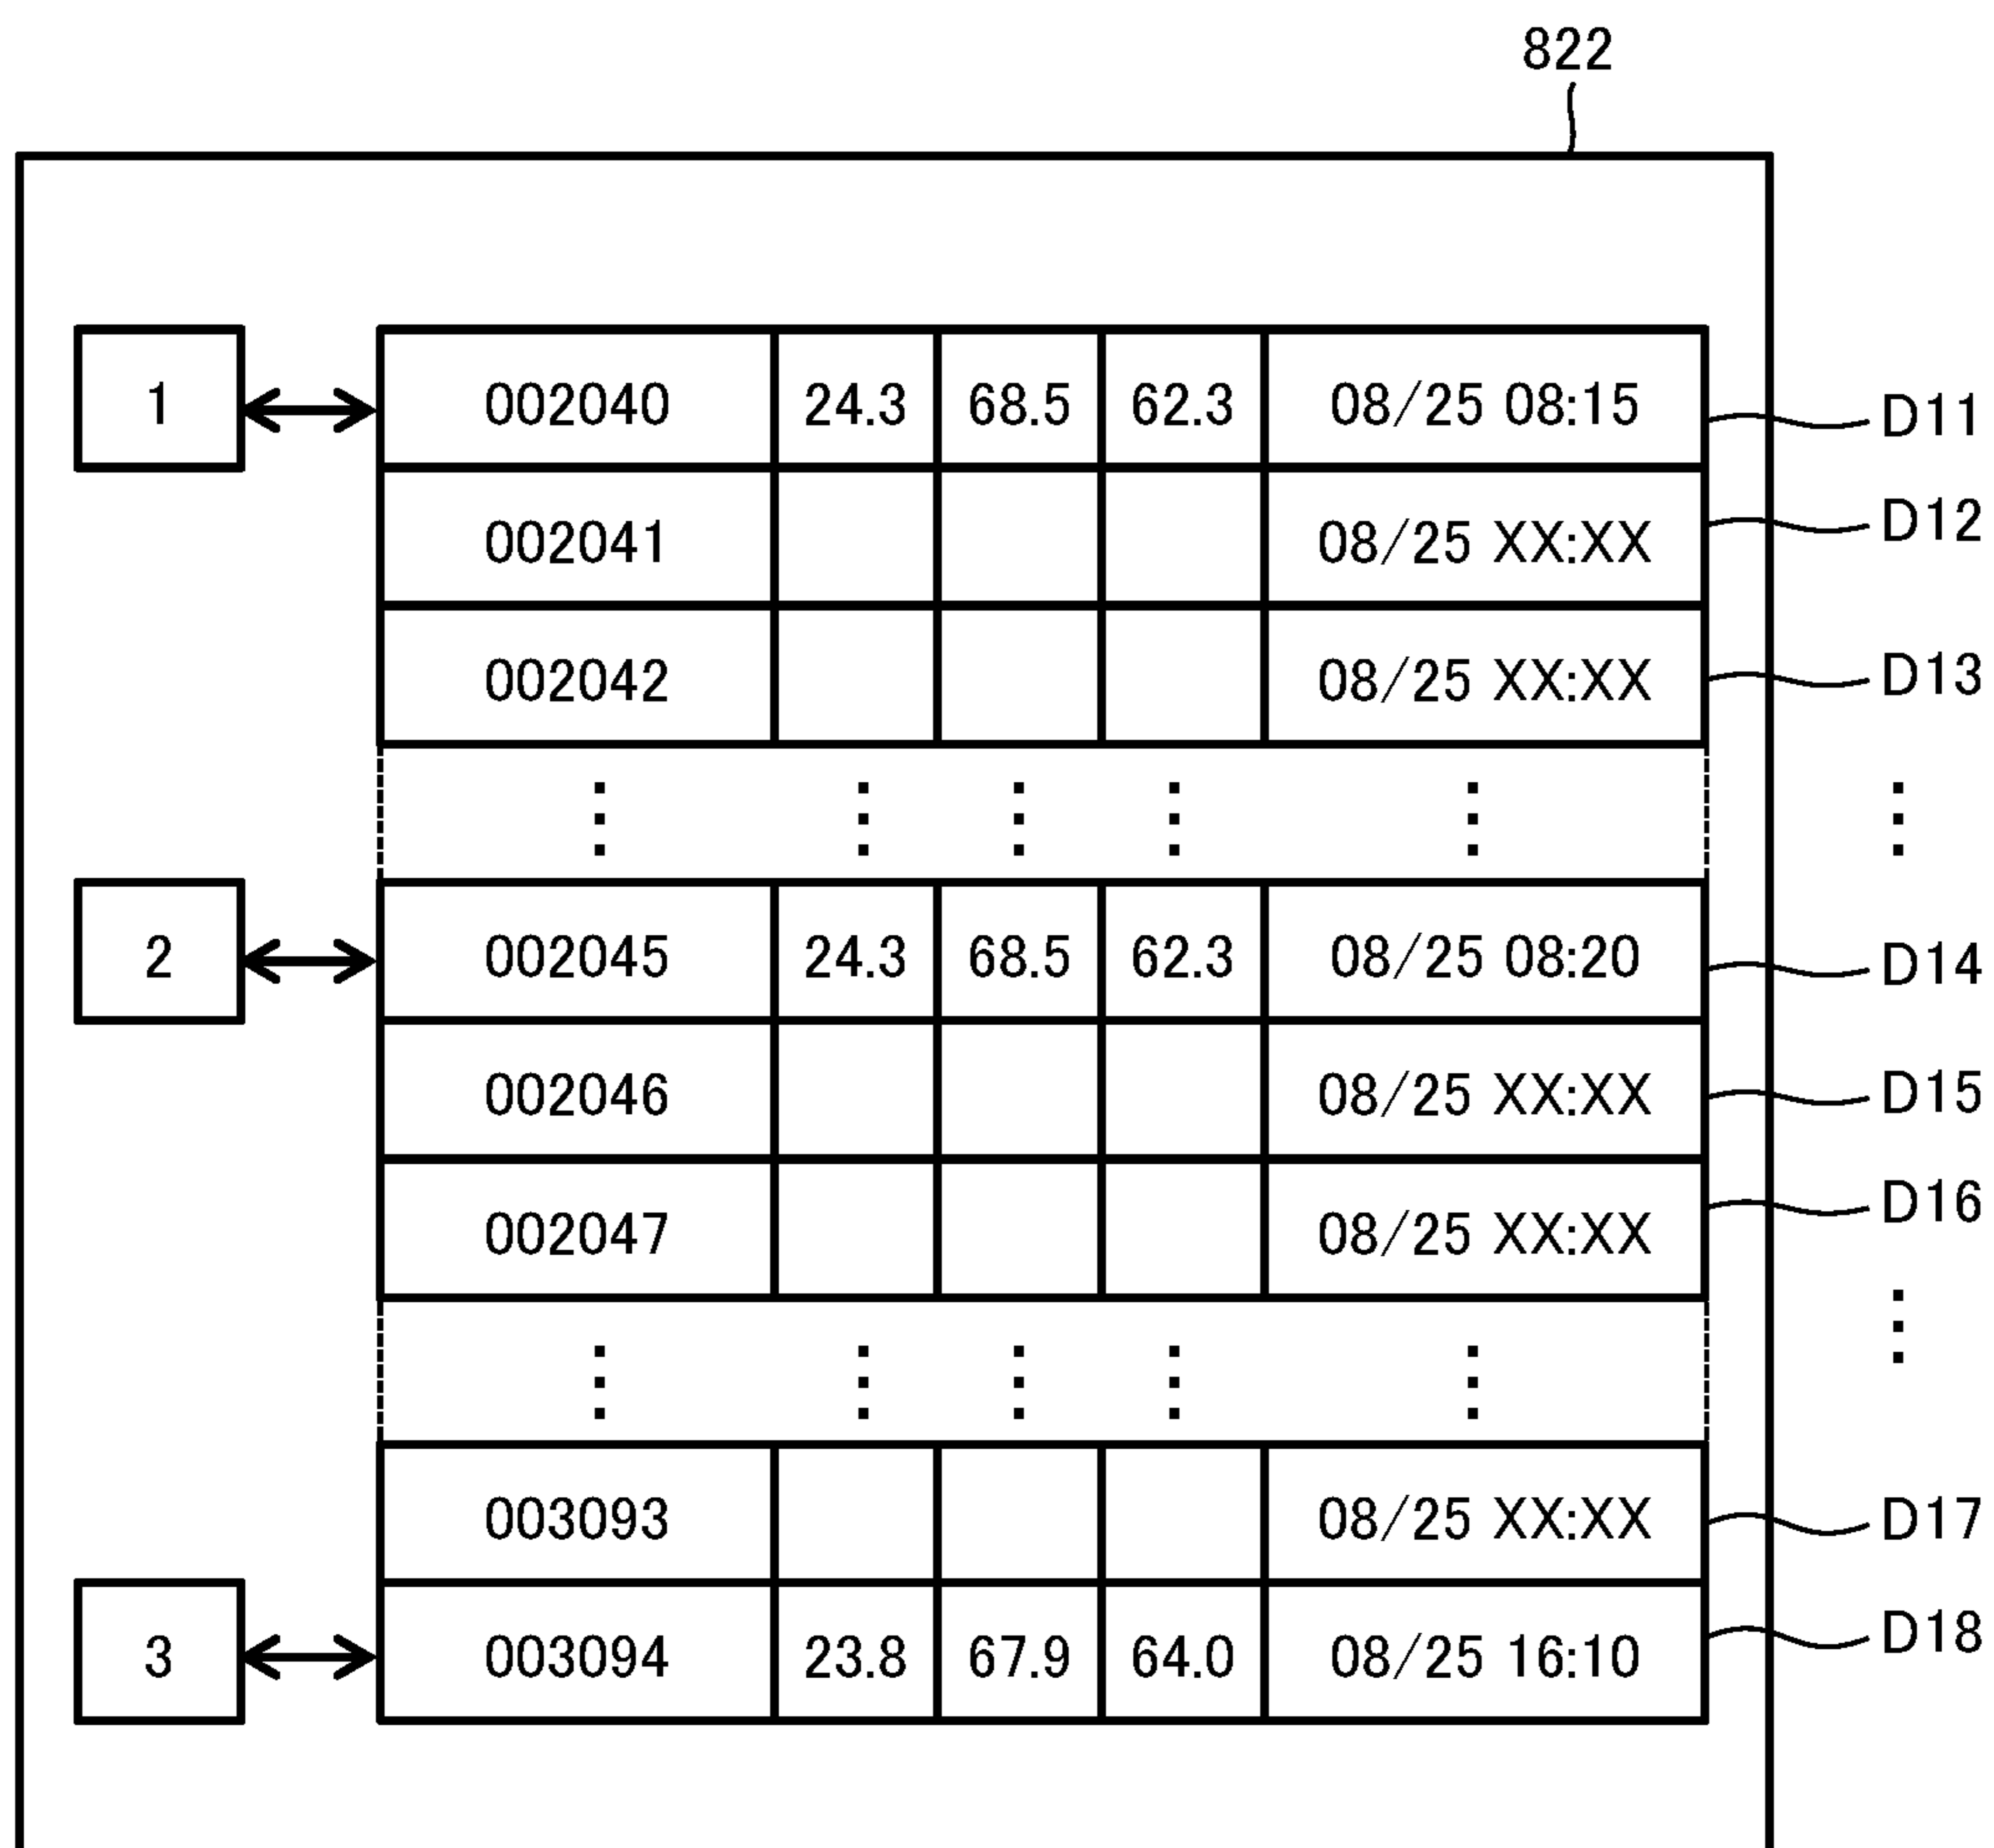 822
1 002040 24.3 68.5 62.3 08/25 08:15 D11
002041 08/25 XX:XX D12
002042 08/25 XX:XX D13
2 002045 24.3 68.5 62.3 08/25 08:20 D14
002046 08/25 XX:XX D15
002047 08/25 XX:XX D16
003093 08/25 XX:XX D17
3 003094 23.8 67.9 64.0 08/25 16:10 D18